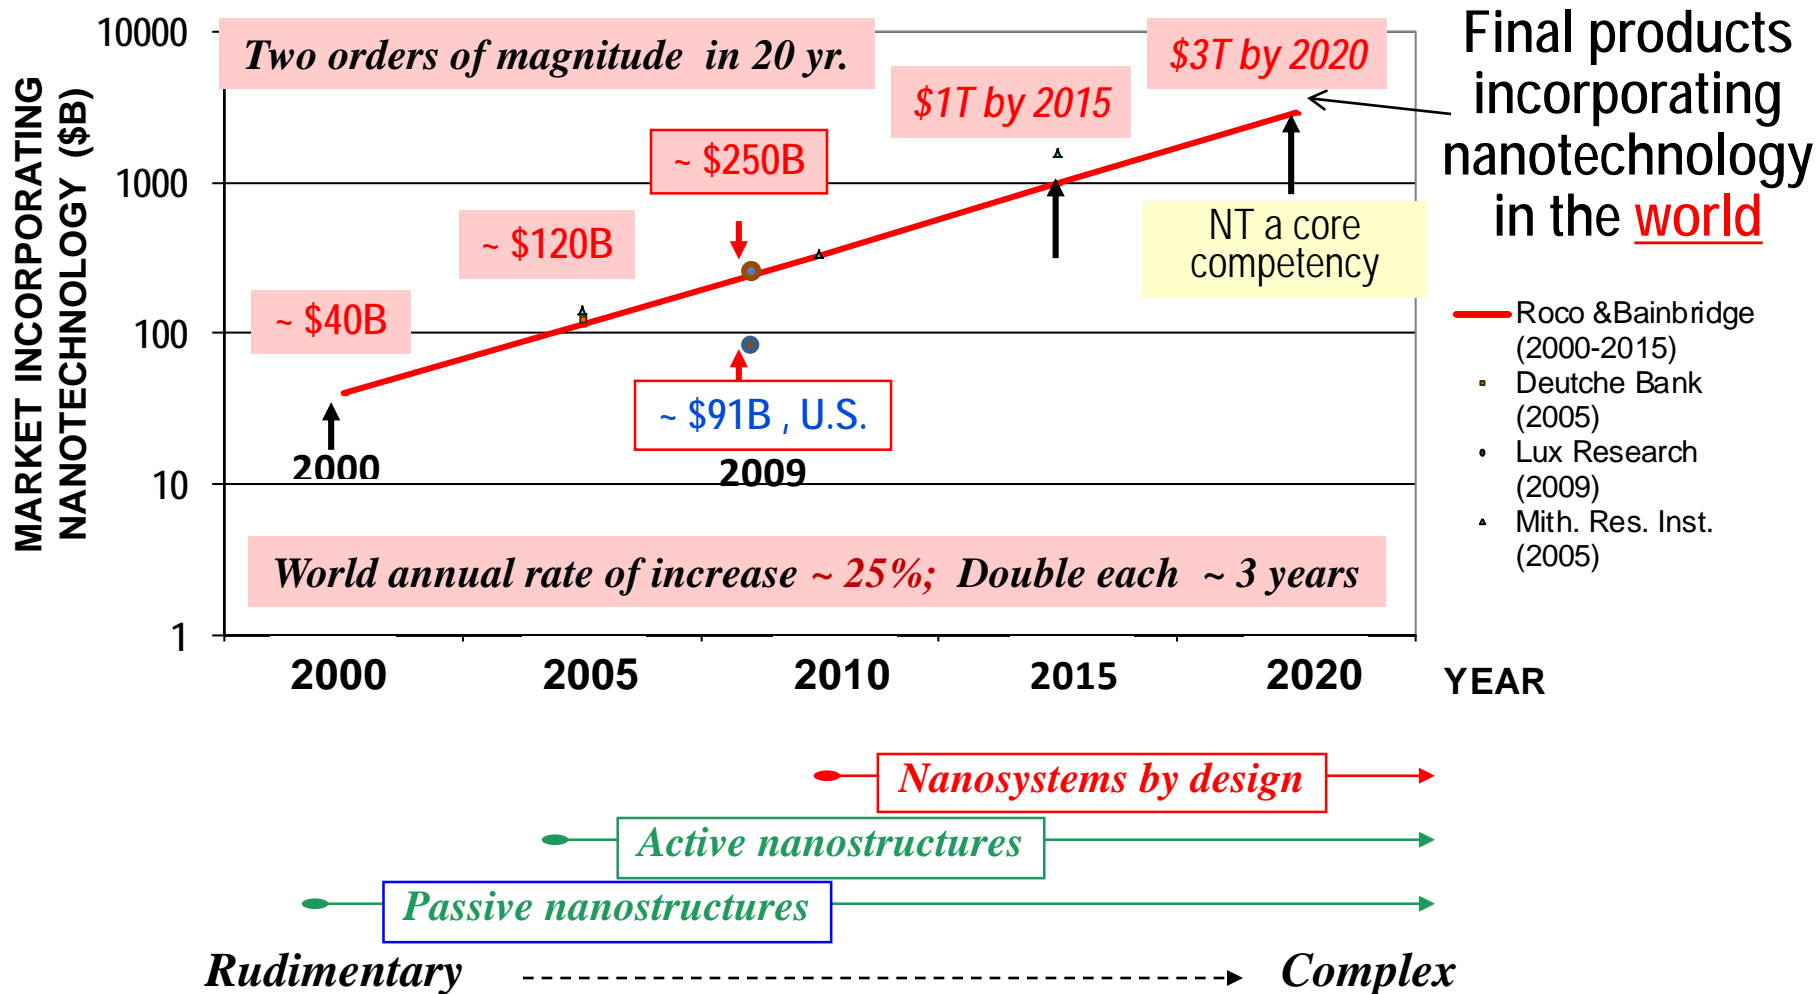 10000
1000
100
10
1
MARKET INCORPORATING
NANOTECHNOLOGY ($B)
Two orders of magnitude in 20 yr.
$3T by 2020
$1T by 2015
~ $250B
~ $120B
~ $40B
~ $91B , U.S.
2000
2009
NT a core
competency
World annual rate of increase ~ 25%; Double each ~ 3 years
2000
2005
2010
2015
2020
YEAR
Final products
incorporating
nanotechnology
in the world
Roco &Bainbridge
(2000-2015)
Deutche Bank
(2005)
Lux Research
(2009)
Mith. Res. Inst.
(2005)
Nanosystems by design
Active nanostructures
Passive nanostructures
Rudimentary
Complex